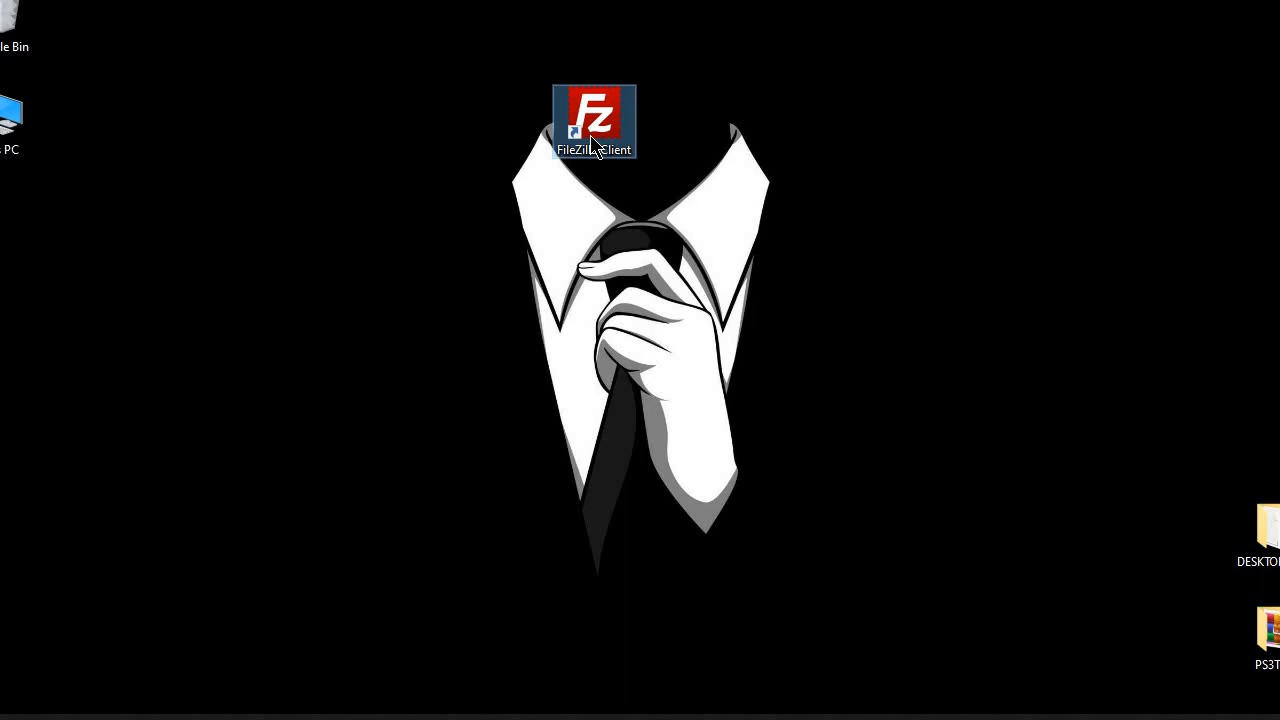 le Bin
PC
Fz
FileZilla Client
DESKTO
PS3T